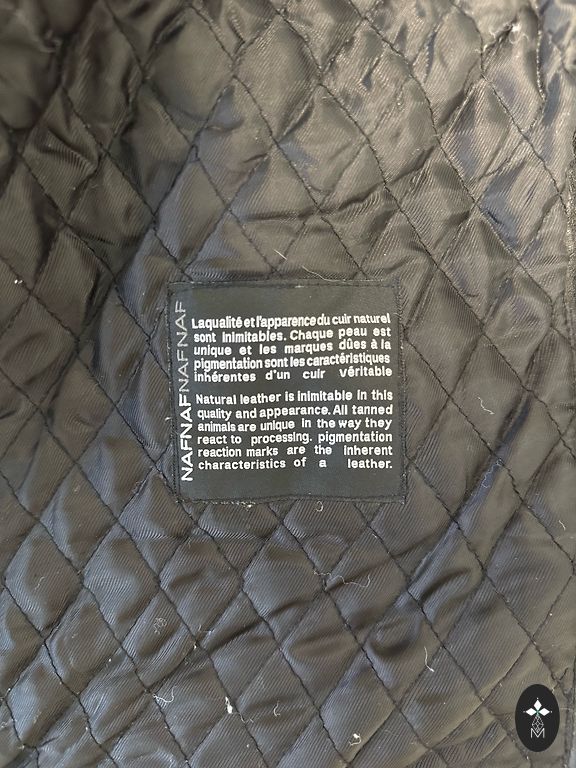 NAFNAFNAFNAF
Laqualité et l'apparence du cuir naturel
sont inimitables. Chaque peau est
unique et les marques dûes à la
pigmentation sont les caractéristiques
inhérentes d'un cuir véritable
Natural leather is inimitable in this
quality and appearance. All tanned
animals are unique in the way they
react to processing. pigmentation
reaction marks are the inherent
characteristics of a leather.
M